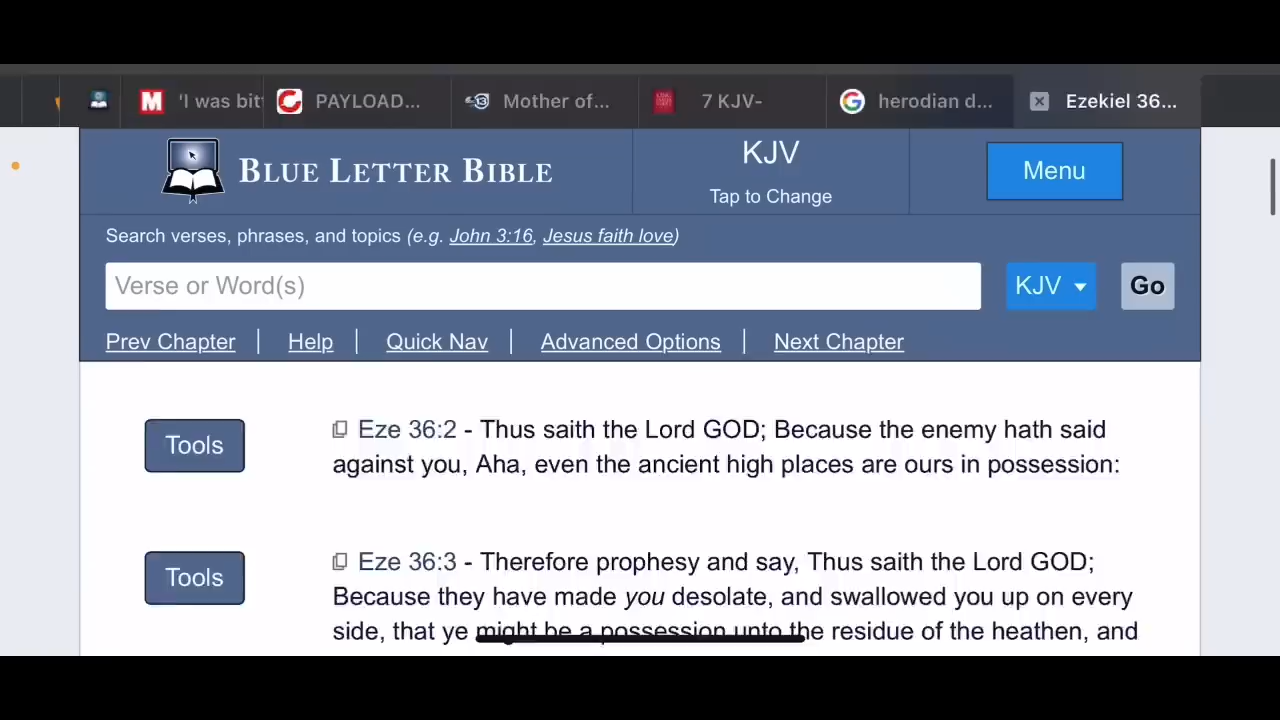 'I was bit
PAYLOAD...
Mother of...
7 KJV-
herodian d...
Ezekiel 36...
BLUE LETTER BIBLE
KJV
Tap to Change
Menu
Search verses, phrases, and topics (e.g. John 3:16, Jesus faith love)
Verse or Word(s)
KJV
Go
Prev Chapter
Help
Quick Nav
Advanced Options
Next Chapter
Tools
Eze 36:2 - Thus saith the Lord GOD; Because the enemy hath said
against you, Aha, even the ancient high places are ours in possession:
Tools
Eze 36:3 - Therefore prophesy and say, Thus saith the Lord GOD;
Because they have made you desolate, and swallowed you up on every
side, that ye might be a possession unto the residue of the heathen, and